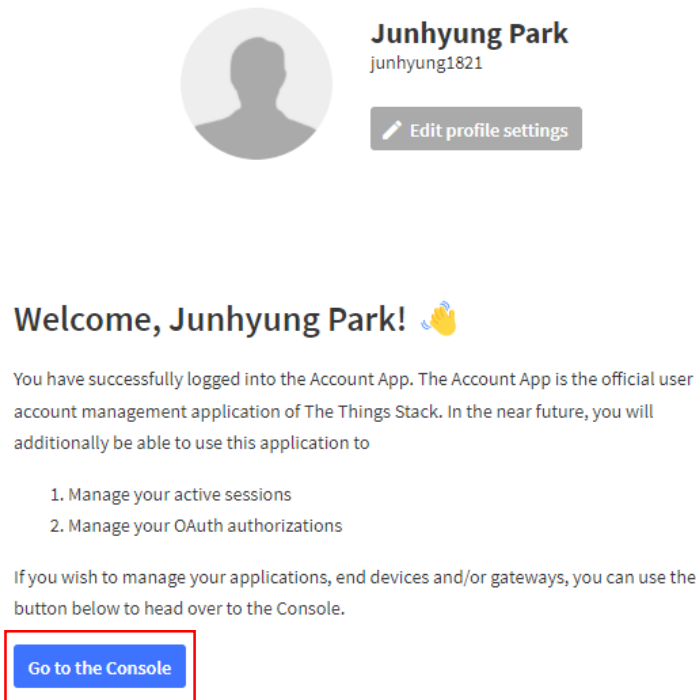 Junhyung Park
junhyung1821
Edit profile settings
Welcome, Junhyung Park!
You have successfully logged into the Account App. The Account App is the official user
account management application of The Things Stack. In the near future, you will
additionally be able to use this application to
1. Manage your active sessions
2. Manage your OAuth authorizations
If you wish to manage your applications, end devices and/or gateways, you can use the
button below to head over to the Console.
Go to the Console